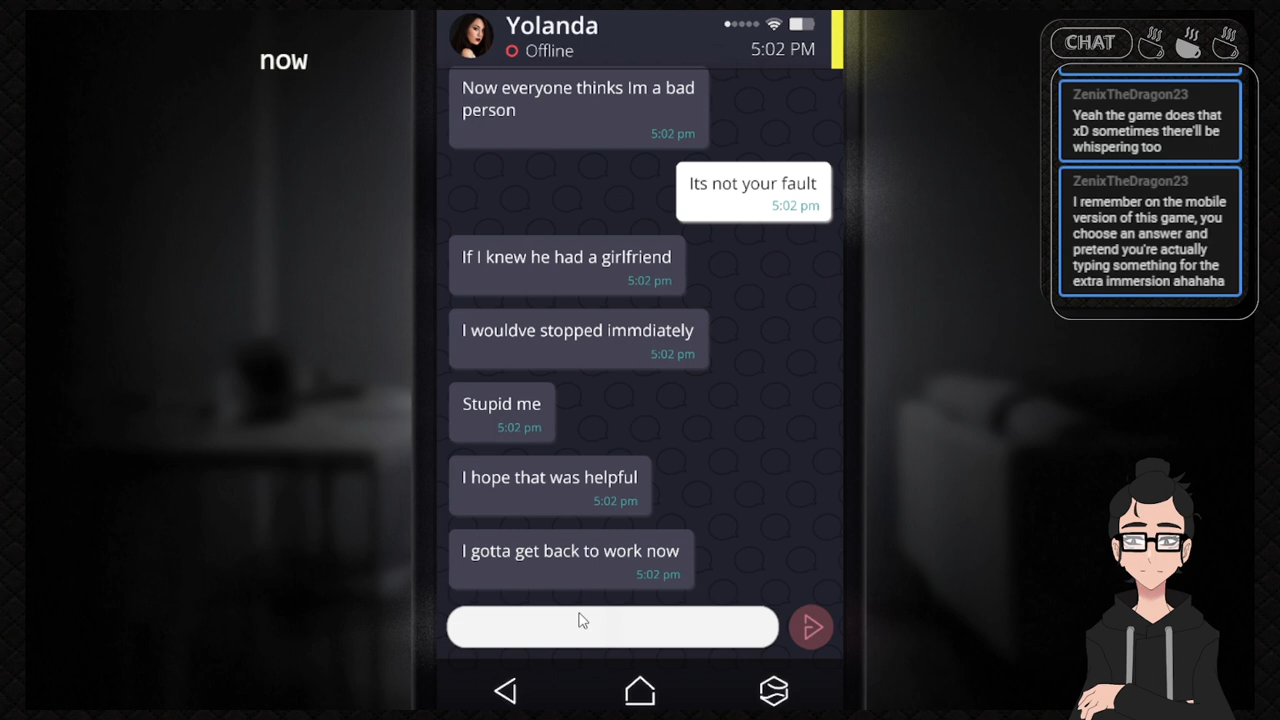 now
Yolanda
Offline
5:02 PM
Now everyone thinks Im a bad
person
5:02 pm
Its not your fault
5:02 pm
If I knew he had a girlfriend
5:02 pm
I wouldve stopped immdiately
5:02 pm
Stupid me
5:02 pm
I hope that was helpful
5:02 pm
I gotta get back to work now
5:02 pm
CHAT
ZenixTheDragon23
Yeah the game does that
xD sometimes there'll be
whispering too
ZenixTheDragon23
I remember on the mobile
version of this game, you
choose an answer and
pretend you're actually
typing something for the
extra immersion ahahaha